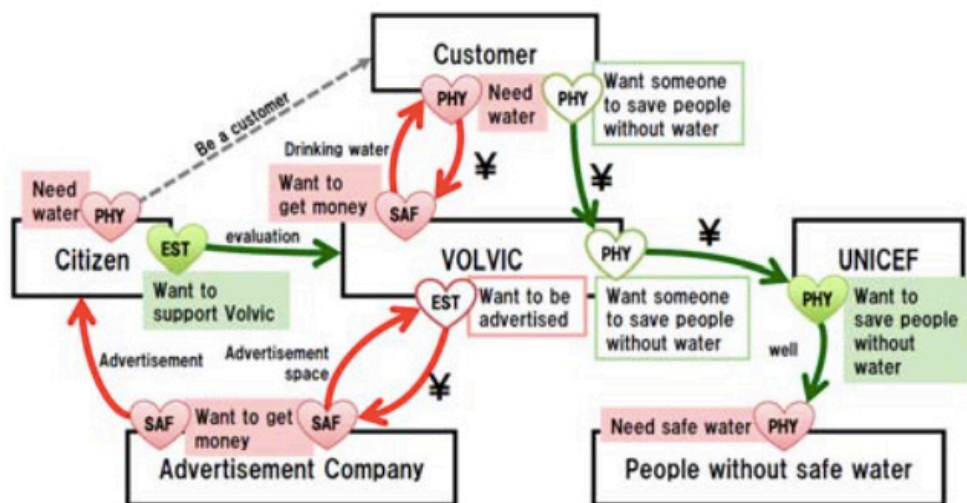 Customer
PHY
Need
water
PHY
Want someone
to save people
without water
Be a customer
Drinking water
¥
¥
Need
water
PHY
Want to
get money
SAF
Citizen
EST
evaluation
VOLVIC
PHY
¥
UNICEF
Want to
support Volvic
EST
Want to be
advertised
Want someone
to save people
without water
PHY
Want to
save people
without
water
Advertisement
Advertisement
space
¥
well
SAF
Want to get
money
SAF
Need safe water
PHY
Advertisement Company
People without safe water